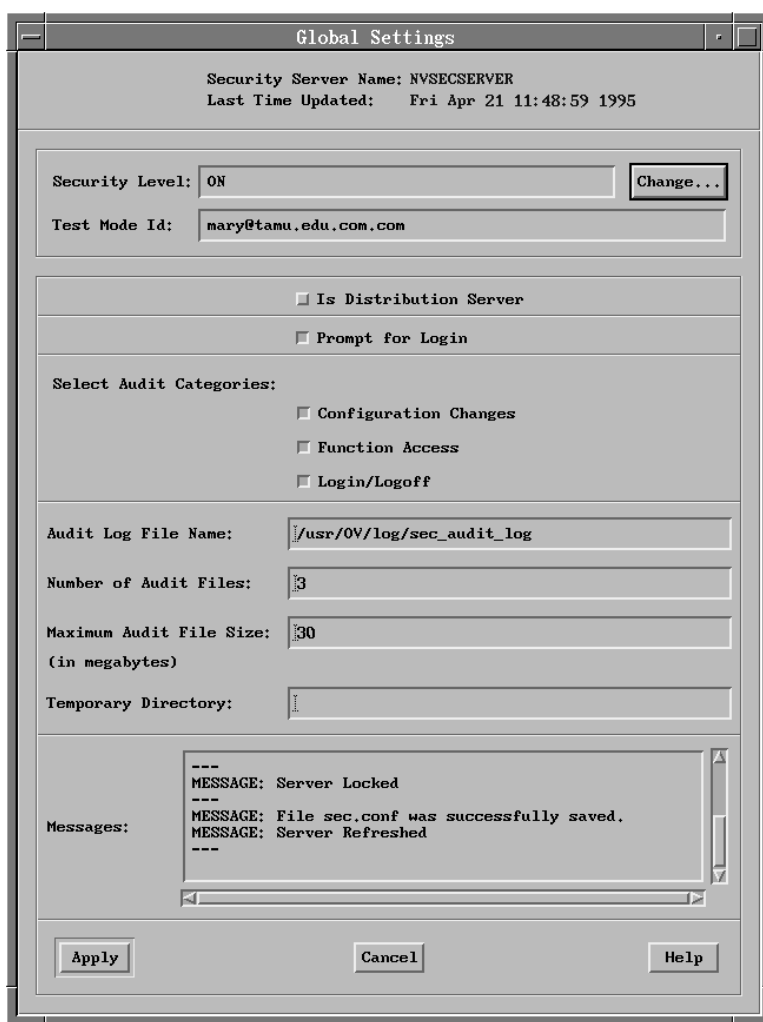 Global Settings
Security Server Name: NVSECSERVER
Last Time Updated: Fri Apr 21 11:48:59 1995
Security Level: ON Change...
Test Mode Id: mary@tamu.edu.com.com
Is Distribution Server
Prompt for Login
Select Audit Categories:
Configuration Changes
Function Access
Login/Logoff
Audit Log File Name: /usr/OV/log/sec_audit_log
Number of Audit Files: 3
Maximum Audit File Size: 30
(in megabytes)
Temporary Directory:
---
MESSAGE: Server Locked
---
MESSAGE: File sec.conf was successfully saved.
Messages: MESSAGE: Server Refreshed
---
Apply Cancel Help